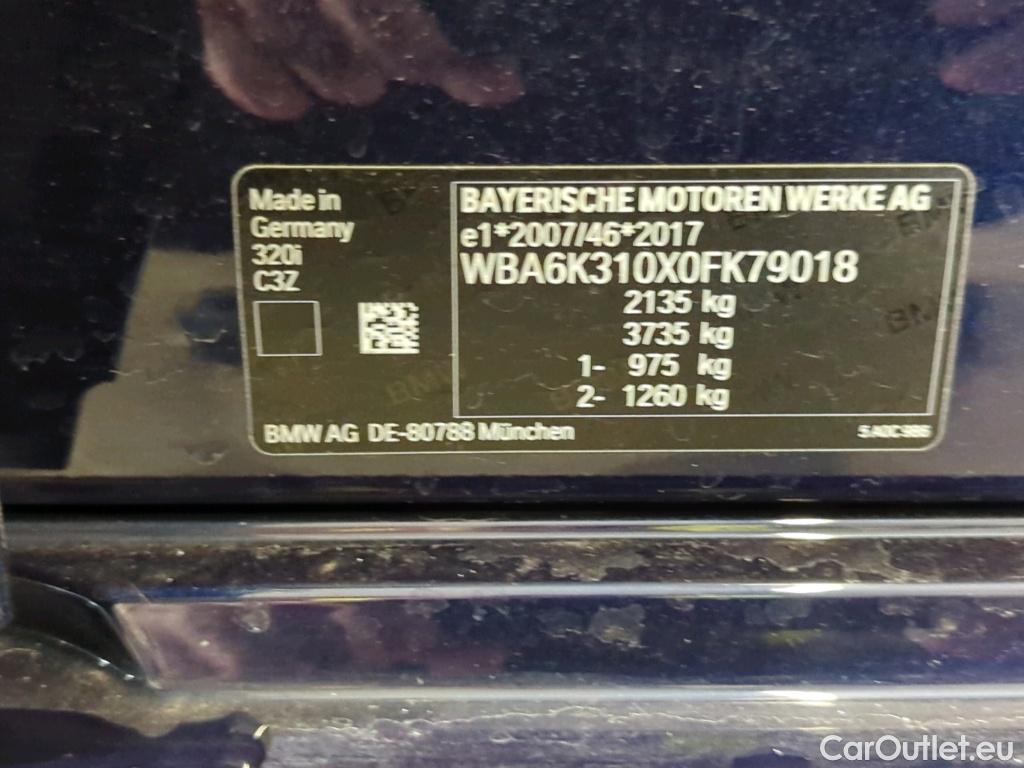 Made in
Germany
320i
C3Z
BAYERISCHE MOTOREN WERKE AG
e1*2007/46*2017
WBA6K310X0FK79018
2135 kg
3735 kg
1- 975 kg
2- 1260 kg
BMW AG DE-80788 München
CarOutlet.eu